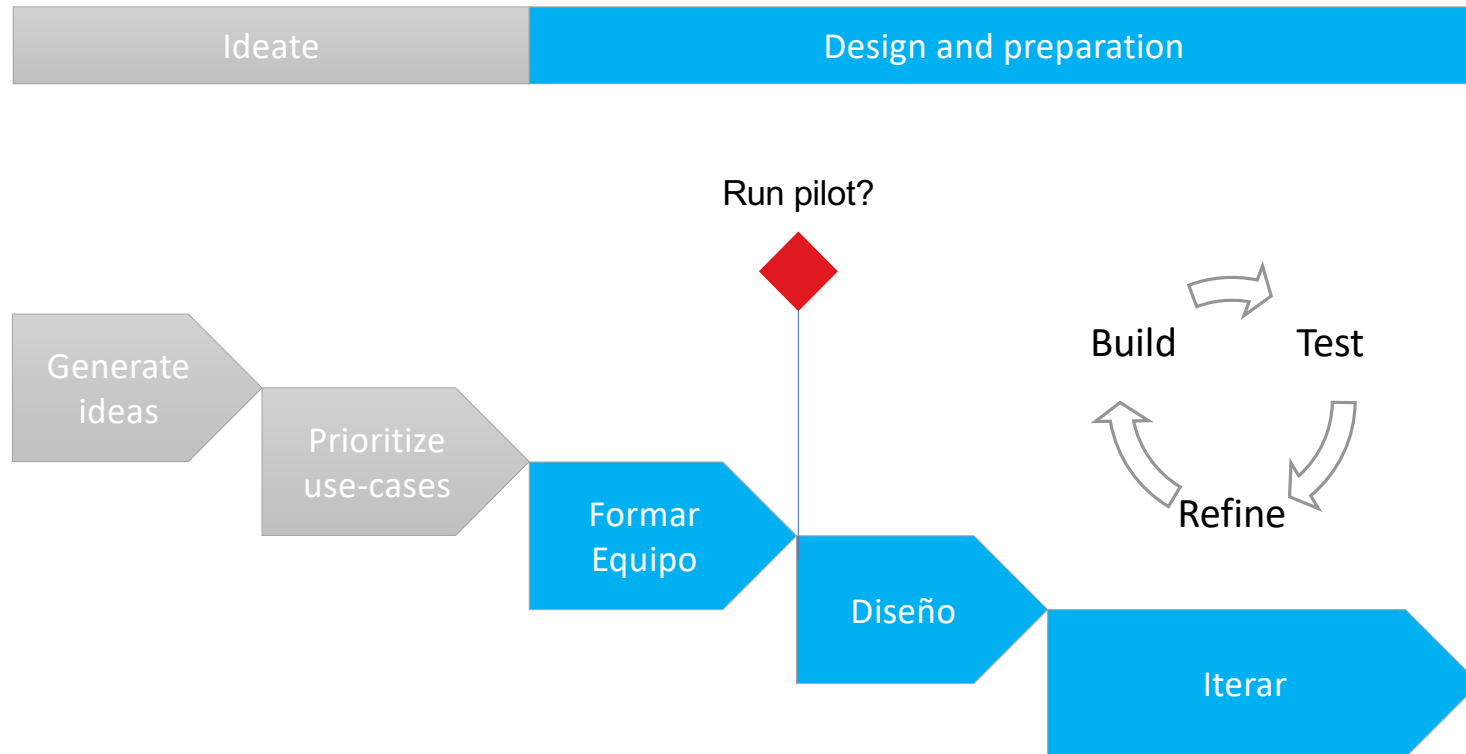 Ideate
Design and preparation
Run pilot?
Generate
ideas
Prioritize
use-cases
Formar
Equipo
Diseño
Iterar
Build
Test
Refine